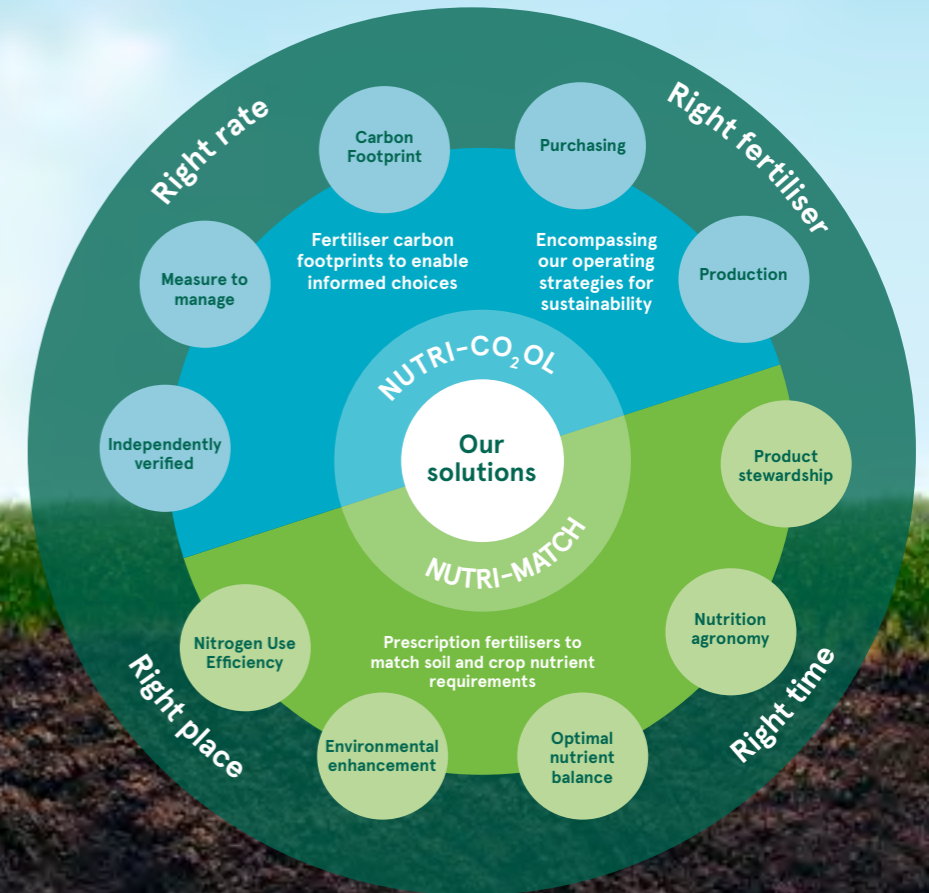 Right rate
Right fertiliser
Carbon
Footprint
Purchasing
Measure to
manage
Fertiliser carbon
footprints to enable
informed choices
Encompassing
our operating
strategies for
sustainability
Production
Independently
verified
NUTRI-CO₂OL
Our
solutions
NUTRI-MATCH
Product
stewardship
Nitrogen Use
Efficiency
Prescription fertilisers to
match soil and crop nutrient
requirements
Nutrition
agronomy
Environmental
enhancement
Optimal
nutrient
balance
Right place
Right time